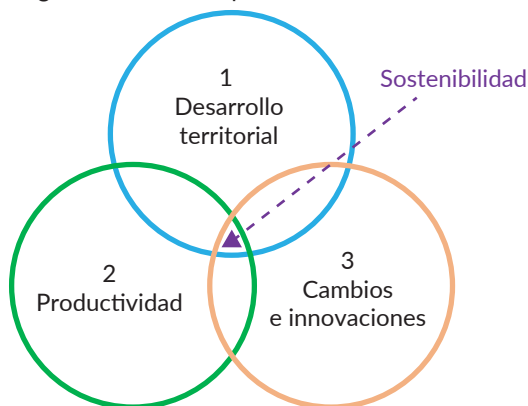 1
Desarrollo
territorial
Sostenibilidad
2
Productividad
3
Cambios
e innovaciones